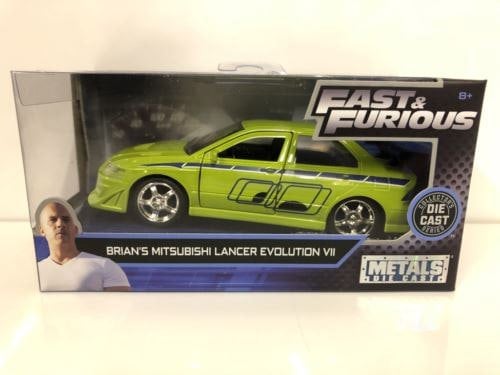 FAST &
FURIOUS
8+
COLLECTOR'S
DIE
CAST
SERIES
BRIAN'S MITSUBISHI LANCER EVOLUTION VII
METALS
DIE CAST